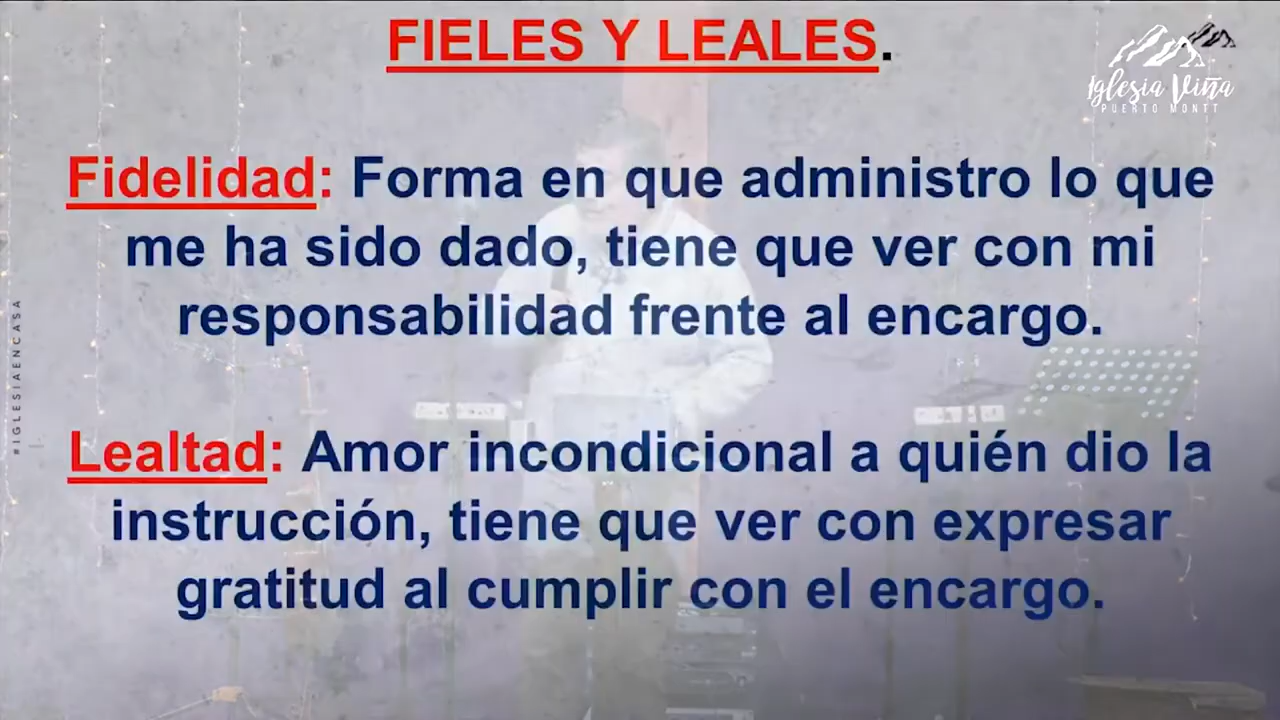 FIELES Y LEALES.
Iglesia Viña
PUERTO MONTT
Fidelidad: Forma en que administro lo que
me ha sido dado, tiene que ver con mi
responsabilidad frente al encargo.
#IGLESIAENCASA
Lealtad: Amor incondicional a quién dio la
instrucción, tiene que ver con expresar
gratitud al cumplir con el encargo.